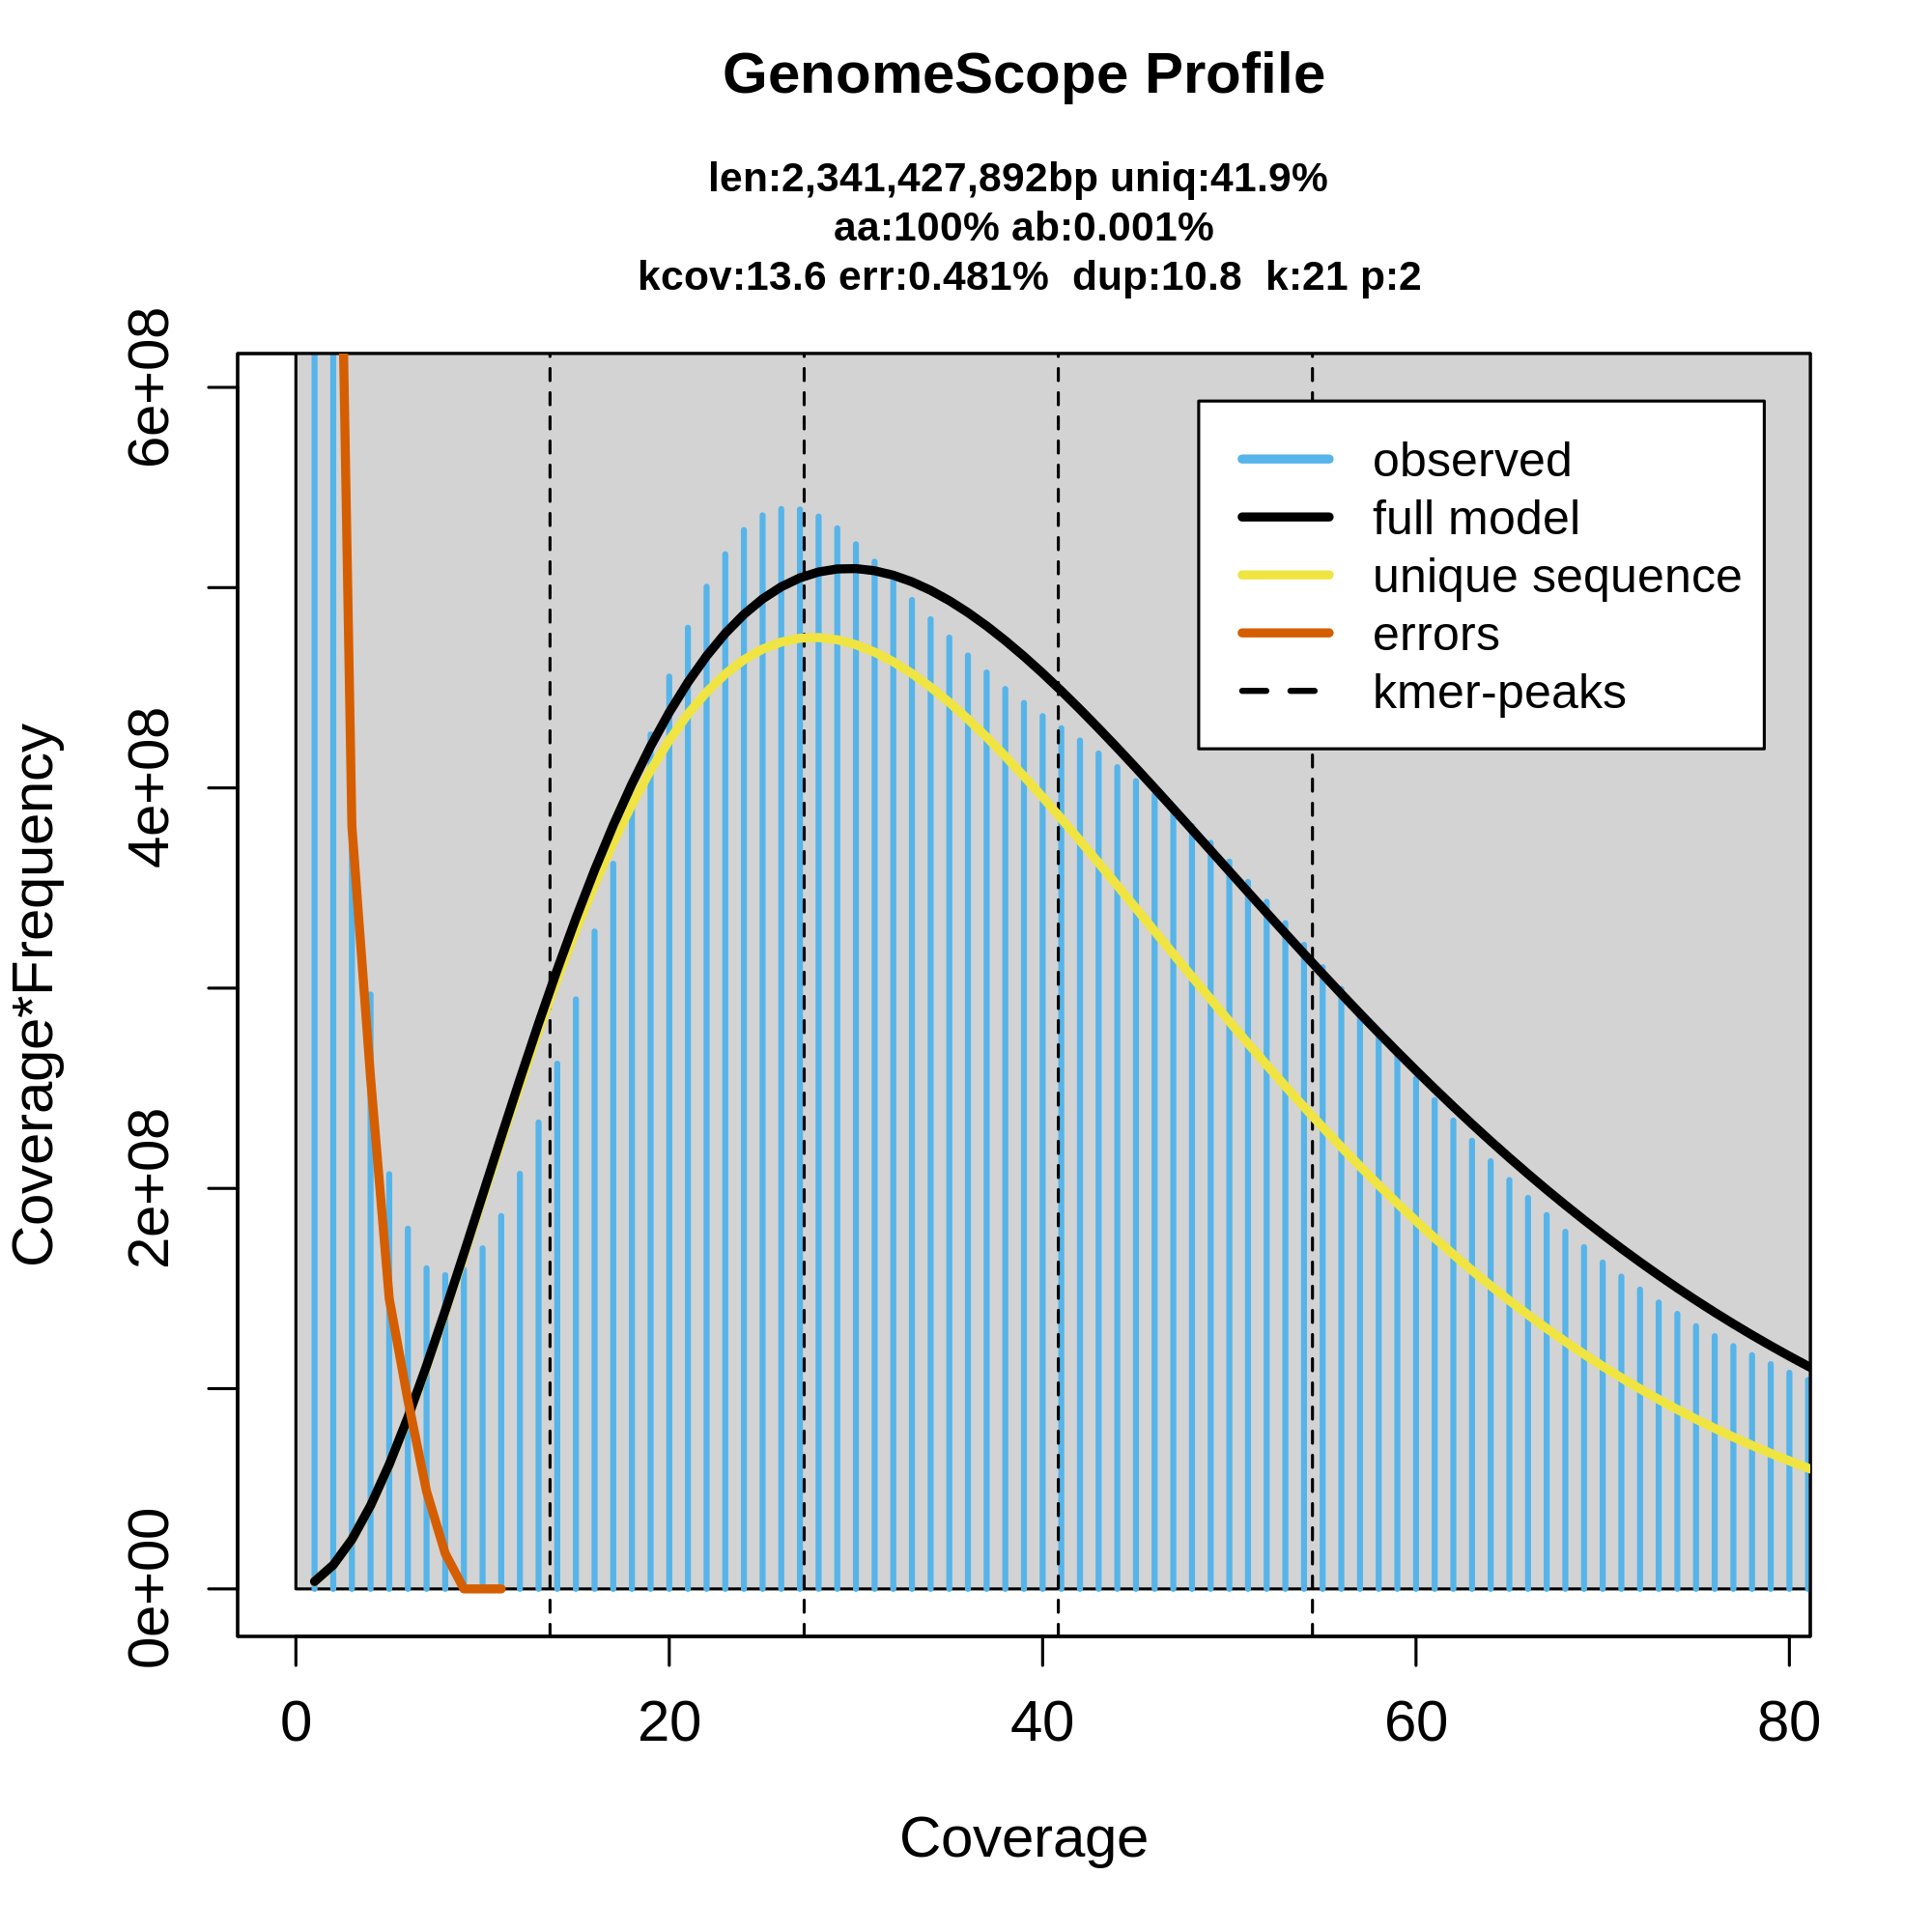 GenomeScope Profile
len:2,341,427,892bp uniq:41.9%
aa:100% ab:0.001%
kcov:13.6 err:0.481%  dup:10.8  k:21 p:2
observed
full model
unique sequence
errors
kmer-peaks
Coverage*Frequency
6e+08
4e+08
2e+08
0e+00
0
20
40
60
80
Coverage